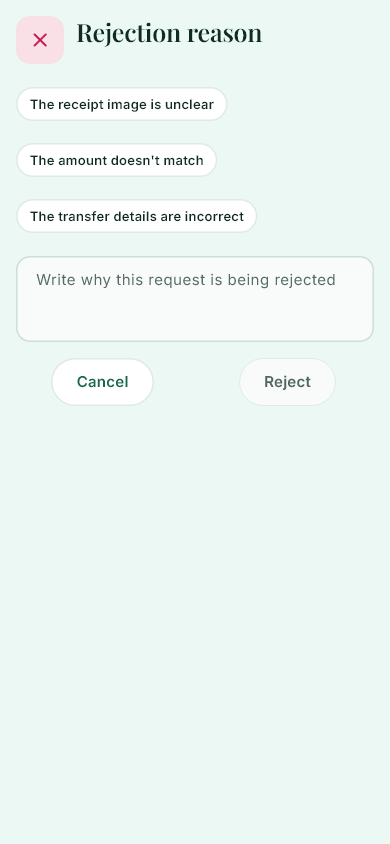 Rejection reason
The receipt image is unclear
The amount doesn't match
The transfer details are incorrect
Write why this request is being rejected
Cancel
Reject